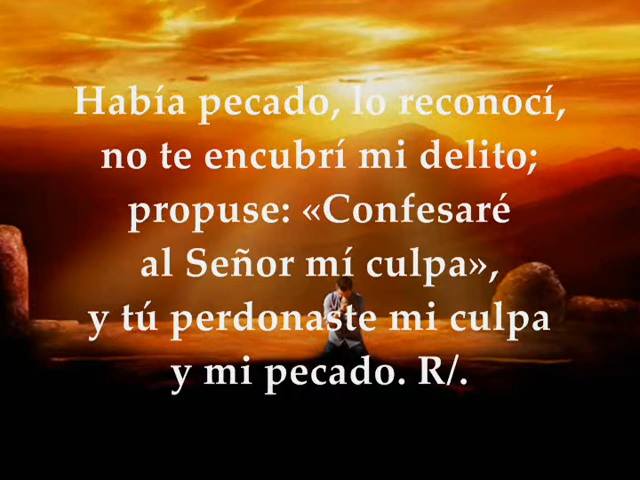 Había pecado, lo reconocí,
no te encubrí mi delito;
propuse: «Confesaré
al Señor mí culpa»,
y tú perdonaste mi culpa
y mi pecado. R/.